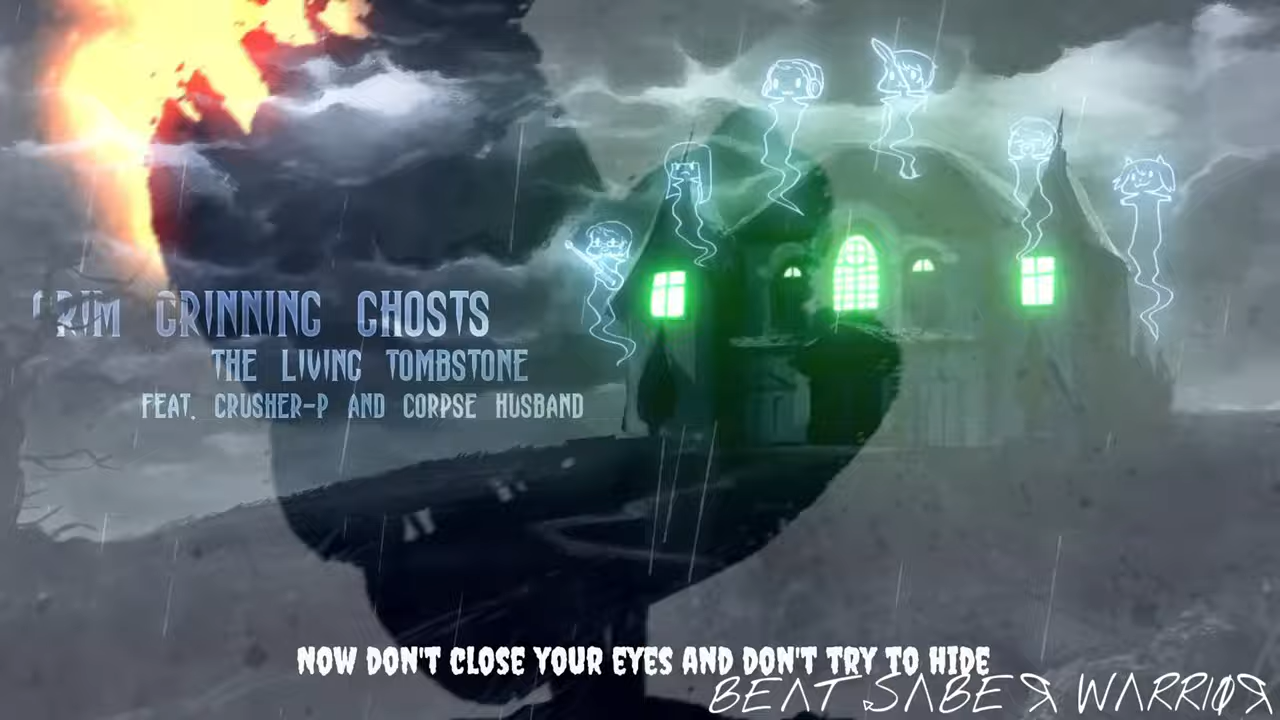 GRIM GRINNING GHOSTS
THE LIVING TOMBSTONE
FEAT. CRUSHER-P AND CORPSE HUSBAND
NOW DON'T CLOSE YOUR EYES AND DON'T TRY TO HIDE
BEAT SABER WARRIOR